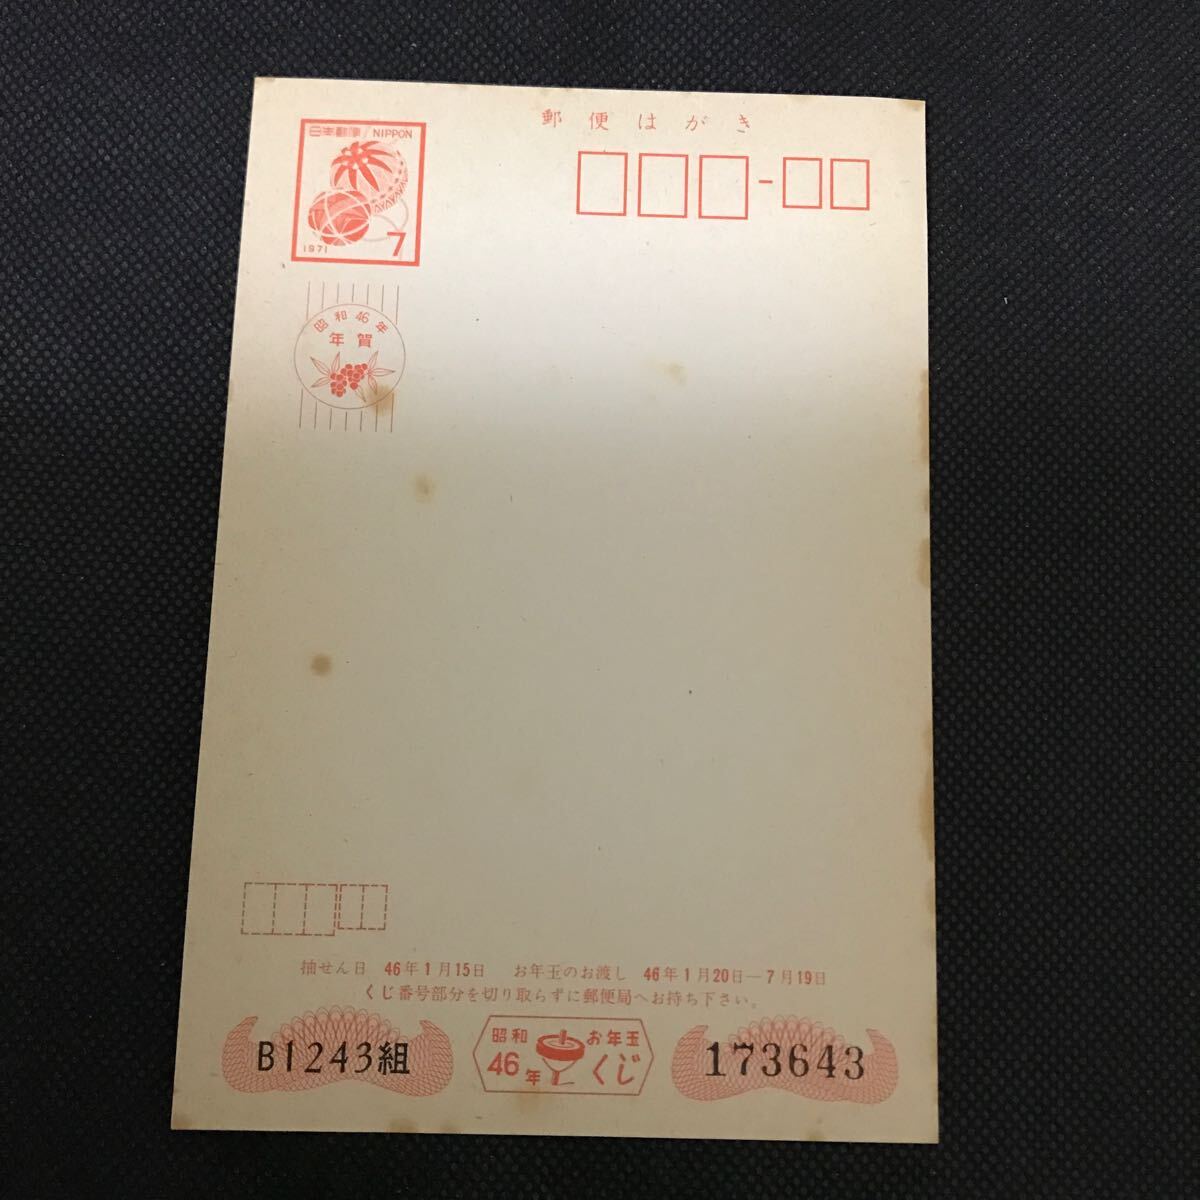 郵便はがき
日本郵便 NIPPON
1971 7
昭和46年
年賀
抽せん日 46年1月15日 お年玉のお渡し 46年1月20日―7月19日
くじ番号部分を切り取らずに郵便局へお持ち下さい。
B1243組
昭和46年 お年玉くじ
173643